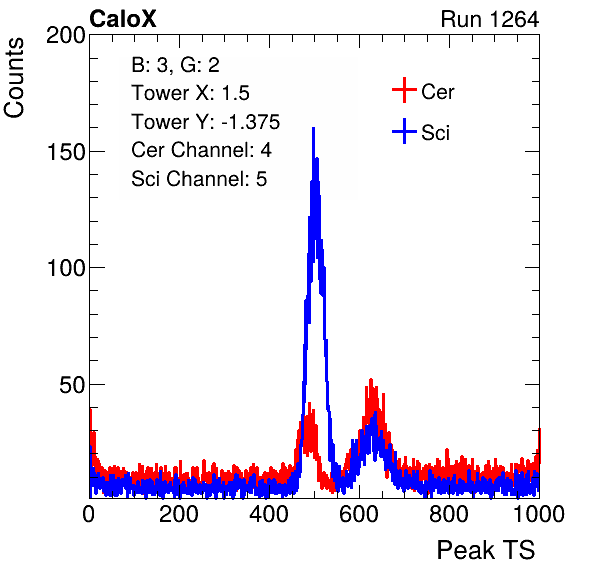 CaloX
Run 1264
Counts
200
150
100
50
B: 3, G: 2
Tower X: 1.5
Tower Y: -1.375
Cer Channel: 4
Sci Channel: 5
Cer
Sci
0
200
400
600
800
1000
Peak TS